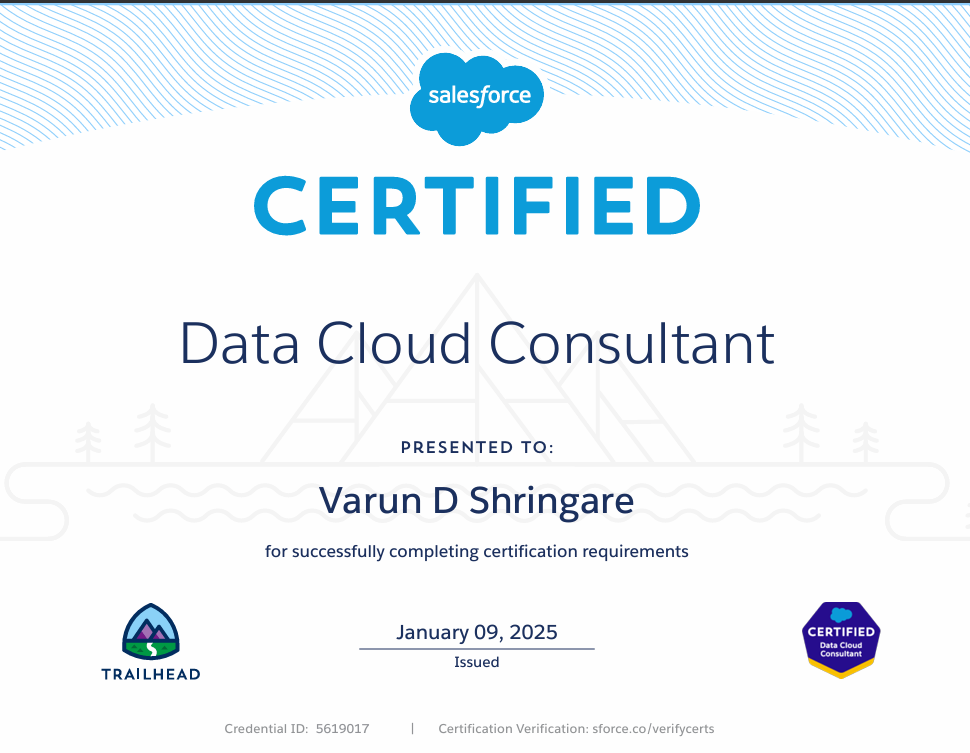 salesforce
CERTIFIED
Data Cloud Consultant
PRESENTED TO:
Varun D Shringare
for successfully completing certification requirements
January 09, 2025
Issued
TRAILHEAD
CERTIFIED
Data Cloud
Consultant
Credential ID: 5619017 | Certification Verification: sforce.co/verifycerts